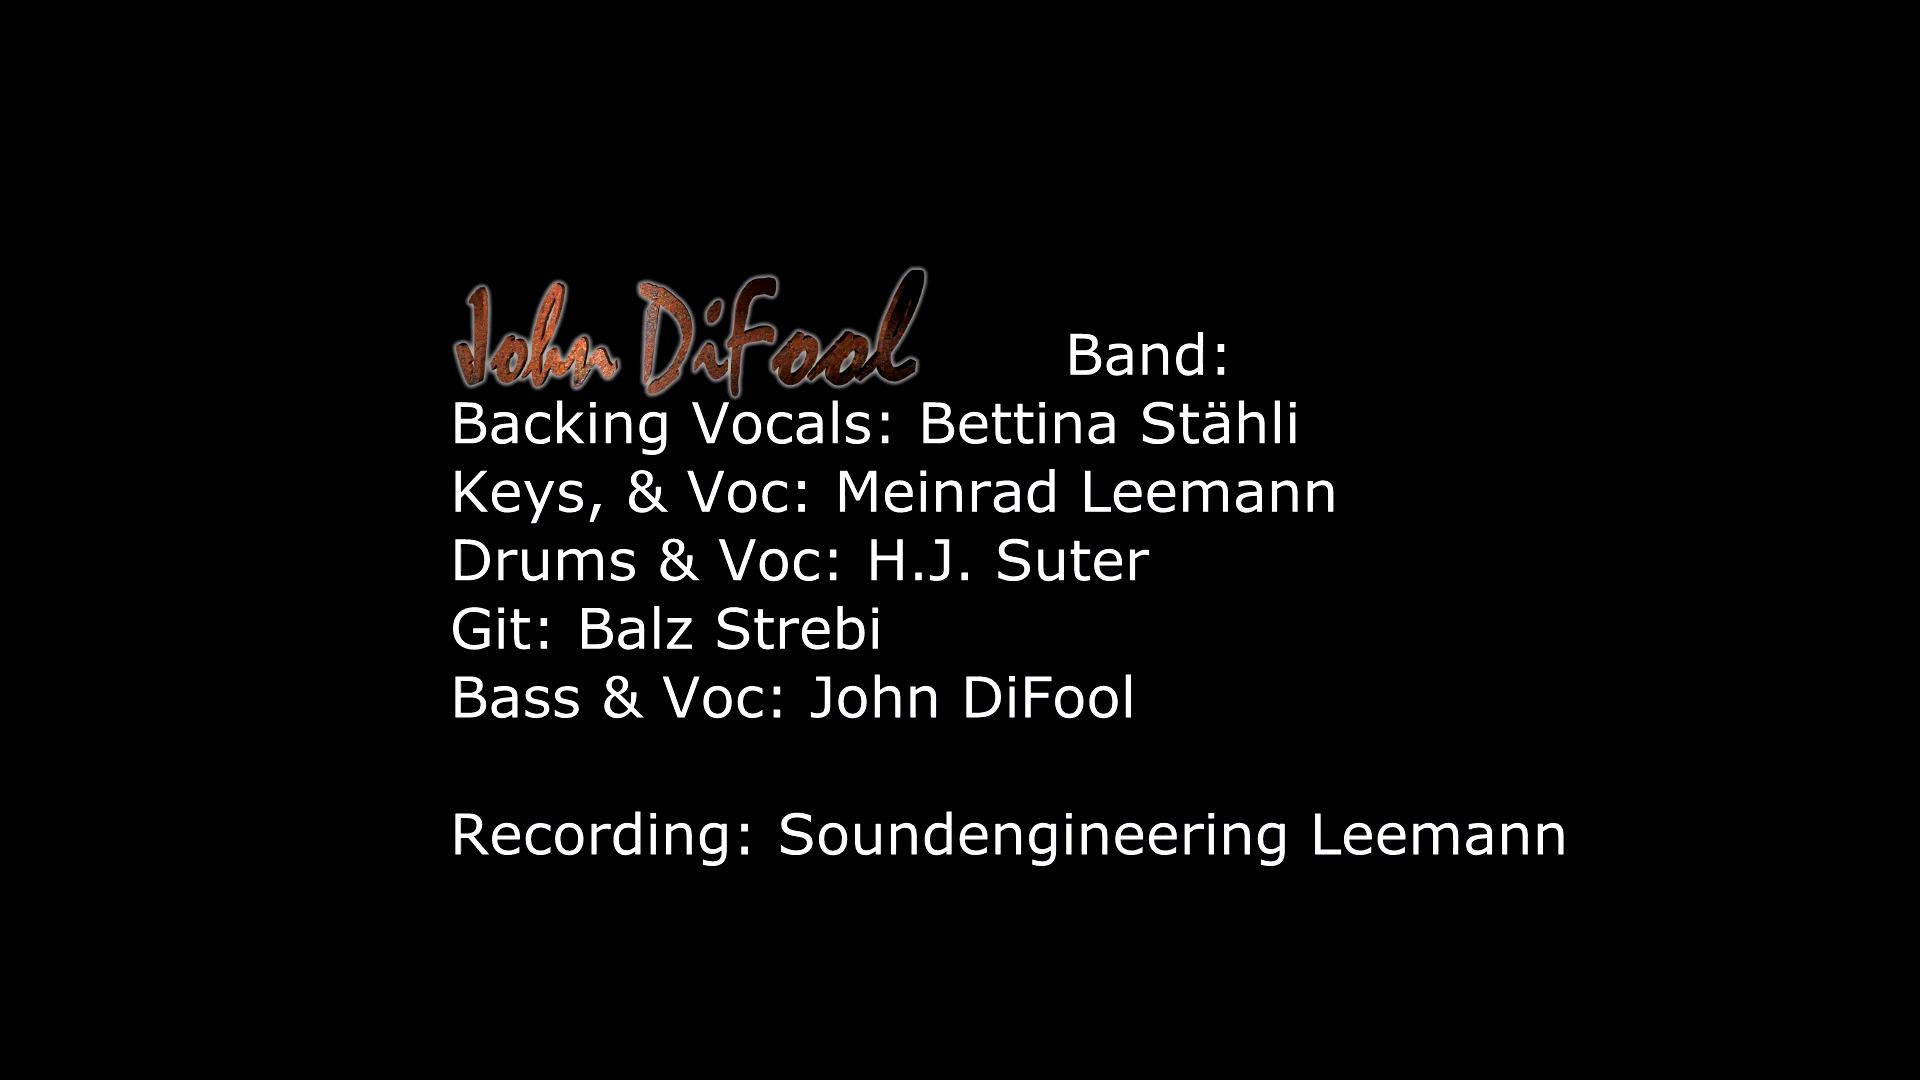 John DiFool Band:
Backing Vocals: Bettina Stähli
Keys, & Voc: Meinrad Leemann
Drums & Voc: H.J. Suter
Git: Balz Strebi
Bass & Voc: John DiFool
Recording: Soundengineering Leemann